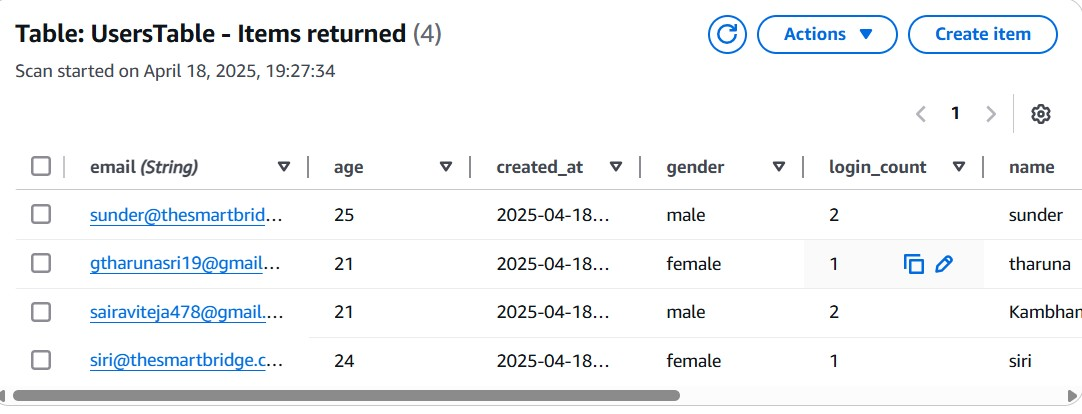 Table: UsersTable - Items returned (4)
Actions
Create item
Scan started on April 18, 2025, 19:27:34
1
email (String) age created_at gender login_count name
sunder@thesmartbrid... 25 2025-04-18... male 2 sunder
gtharunasri19@gmail... 21 2025-04-18... female 1 tharuna
sairaviteja478@gmail.... 21 2025-04-18... male 2 Kambham
siri@thesmartbridge.c... 24 2025-04-18... female 1 siri